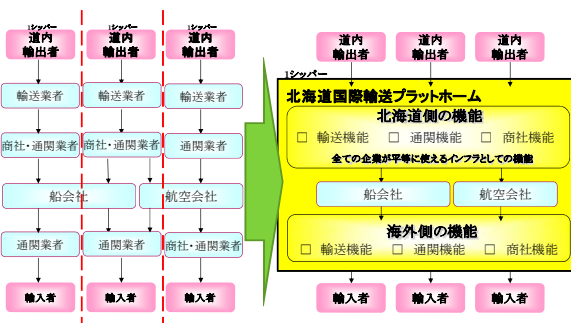 1シッパー 1シッパー 1シッパー
道内 道内 道内
輸出者 輸出者 輸出者
輸送業者 輸送業者 輸送業者
商社・通関業者 商社・通関業者 通関業者
船会社 航空会社
通関業者 通関業者 商社・通関業者
輸入者 輸入者 輸入者
道内 道内 道内
輸出者 輸出者 輸出者
1シッパー
北海道国際輸送プラットホーム
北海道側の機能
□ 輸送機能 □ 通関機能 □ 商社機能
全ての企業が平等に使えるインフラとしての機能
船会社 航空会社
海外側の機能
□ 輸送機能 □ 通関機能 □ 商社機能
輸入者 輸入者 輸入者